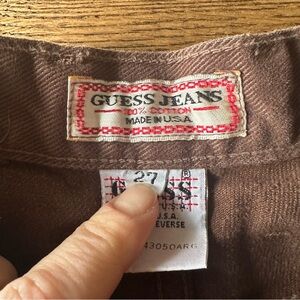 GUESS JEANS
100% COTTON
MADE IN U.S.A.
27
U.S.A.
EVERSE
43050ARG